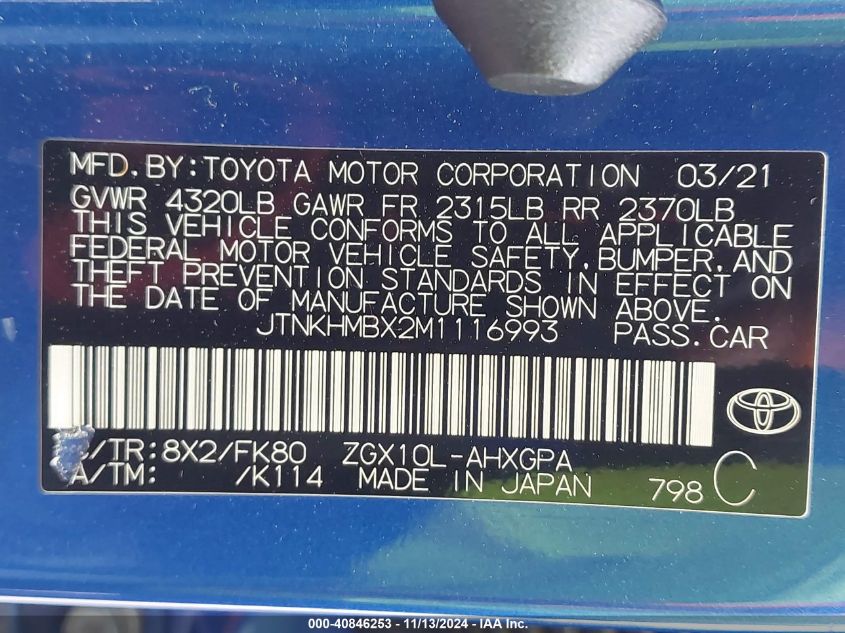 MFD.BY:TOYOTA MOTOR CORPORATION 03/21
GVWR 4320LB GAWR FR 2315LB RR 2370LB
THIS VEHICLE CONFORMS TO ALL APPLICABLE
FEDERAL MOTOR VEHICLE SAFETY,BUMPER,AND
THEFT PREVENTION STANDARDS IN EFFECT ON
THE DATE OF MANUFACTURE SHOWN ABOVE.
JTNKHMBX2M1116993 PASS.CAR
/TR:8X2/FK80 ZGX10L-AHXGPA
A/TM: /K114 MADE IN JAPAN 798 C
000-40846253 - 11/13/2024 - IAA Inc.